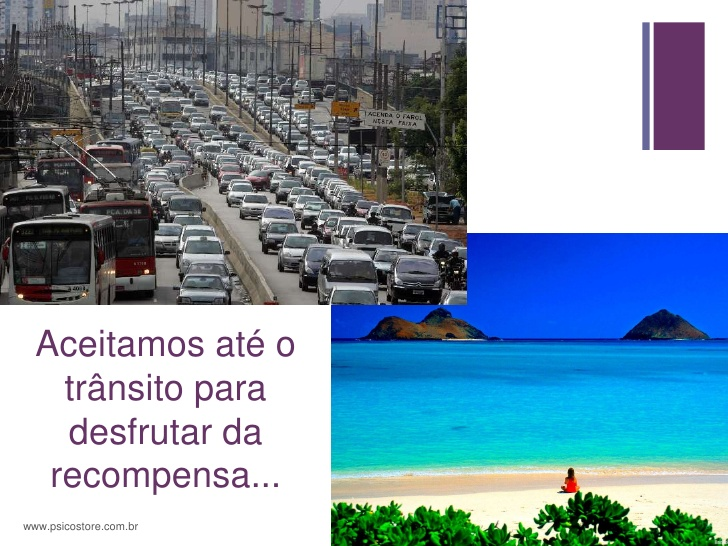 ACENDA O FAROL
NESTA FAIXA
Aceitamos até o
trânsito para
desfrutar da
recompensa...
www.psicostore.com.br